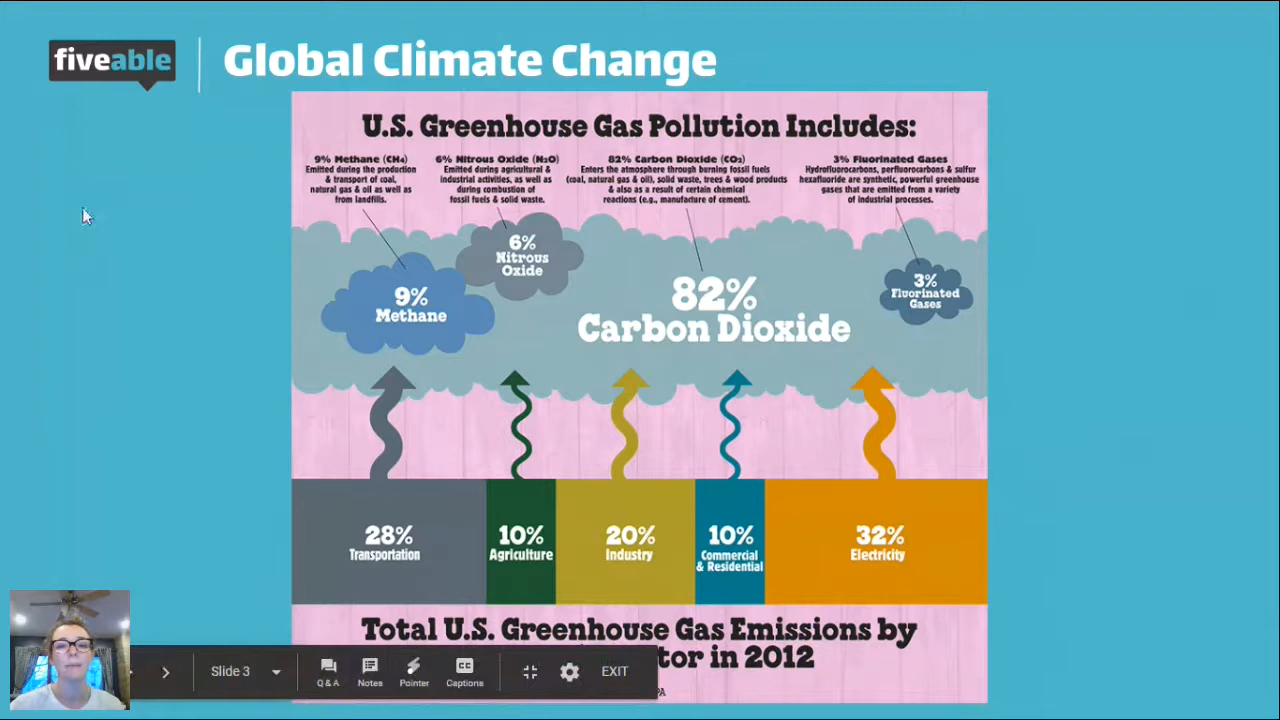 fiveable
Global Climate Change
U.S. Greenhouse Gas Pollution Includes:
9% Methane (CH₄)
Emitted during the production
& transport of coal,
natural gas & oil as well as
from landfills.
6% Nitrous Oxide (N₂O)
Emitted during agricultural &
industrial activities, as well as
during combustion of
fossil fuels & solid waste.
82% Carbon Dioxide (CO₂)
Enters the atmosphere through burning fossil fuels
(coal, natural gas & oil), solid waste, trees & wood products
& also as a result of certain chemical
reactions (e.g., manufacture of cement).
3% Fluorinated Gases
Hydrofluorocarbons, perfluorocarbons & sulfur
hexafluoride are synthetic, powerful greenhouse
gases that are emitted from a variety
of industrial processes.
9%
Methane
6%
Nitrous
Oxide
82%
Carbon Dioxide
3%
Fluorinated
Gases
28%
Transportation
10%
Agriculture
20%
Industry
10%
Commercial
& Residential
32%
Electricity
Total U.S. Greenhouse Gas Emissions by
tor in 2012
PA
Slide 3
Q & A
Notes
Pointer
CC
Captions
EXIT